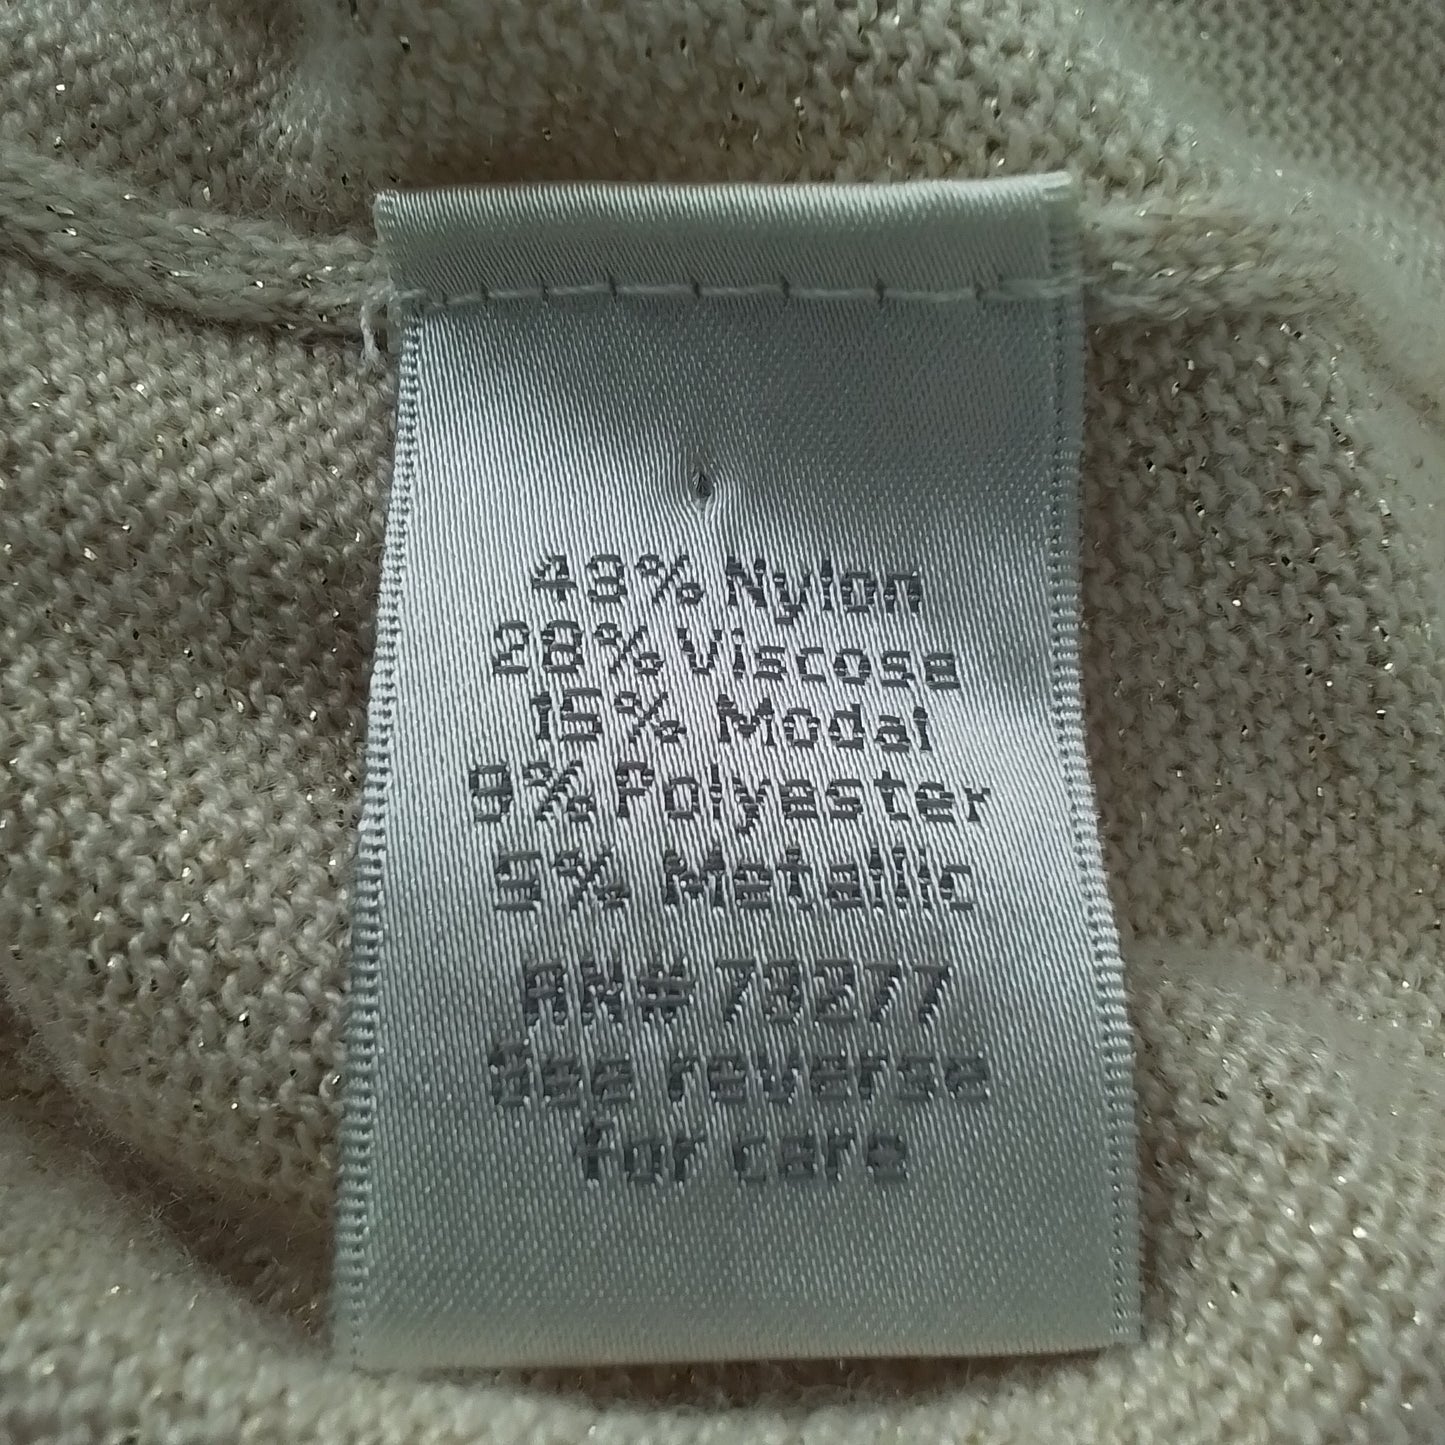 43% Nylon
28% Viscose
15% Modal
9% Polyester
5% Metallic
RN# 73277
See reverse
for care